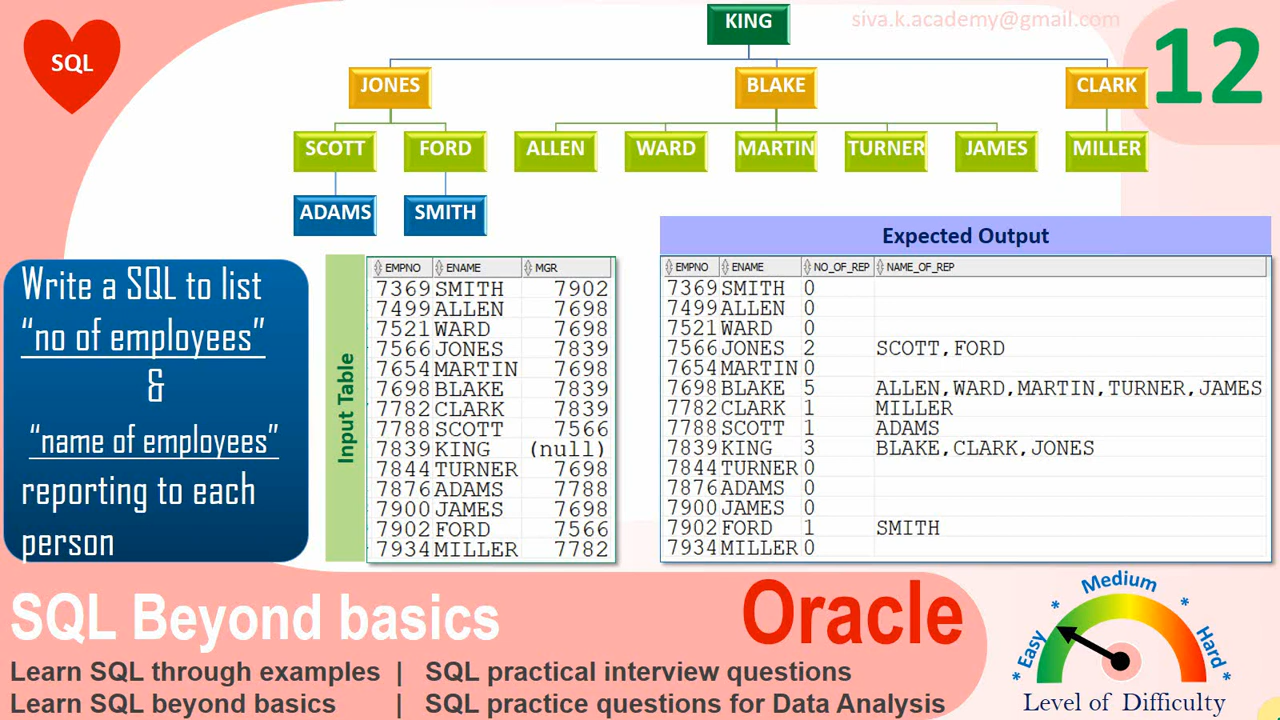 SQL
siva.k.academy@gmail.com
12
KING
JONES BLAKE CLARK
SCOTT FORD ALLEN WARD MARTIN TURNER JAMES MILLER
ADAMS SMITH
Write a SQL to list
“no of employees”
&
“name of employees”
reporting to each
person
Input Table
EMPNO ENAME MGR
7369 SMITH 7902
7499 ALLEN 7698
7521 WARD 7698
7566 JONES 7839
7654 MARTIN 7698
7698 BLAKE 7839
7782 CLARK 7839
7788 SCOTT 7566
7839 KING (null)
7844 TURNER 7698
7876 ADAMS 7788
7900 JAMES 7698
7902 FORD 7566
7934 MILLER 7782
Expected Output
EMPNO ENAME NO_OF_REP NAME_OF_REP
7369 SMITH 0
7499 ALLEN 0
7521 WARD 0
7566 JONES 2 SCOTT,FORD
7654 MARTIN 0
7698 BLAKE 5 ALLEN,WARD,MARTIN,TURNER,JAMES
7782 CLARK 1 MILLER
7788 SCOTT 1 ADAMS
7839 KING 3 BLAKE,CLARK,JONES
7844 TURNER 0
7876 ADAMS 0
7900 JAMES 0
7902 FORD 1 SMITH
7934 MILLER 0
SQL Beyond basics
Oracle
Learn SQL through examples | SQL practical interview questions
Learn SQL beyond basics | SQL practice questions for Data Analysis
* Easy * Medium * Hard *
Level of Difficulty